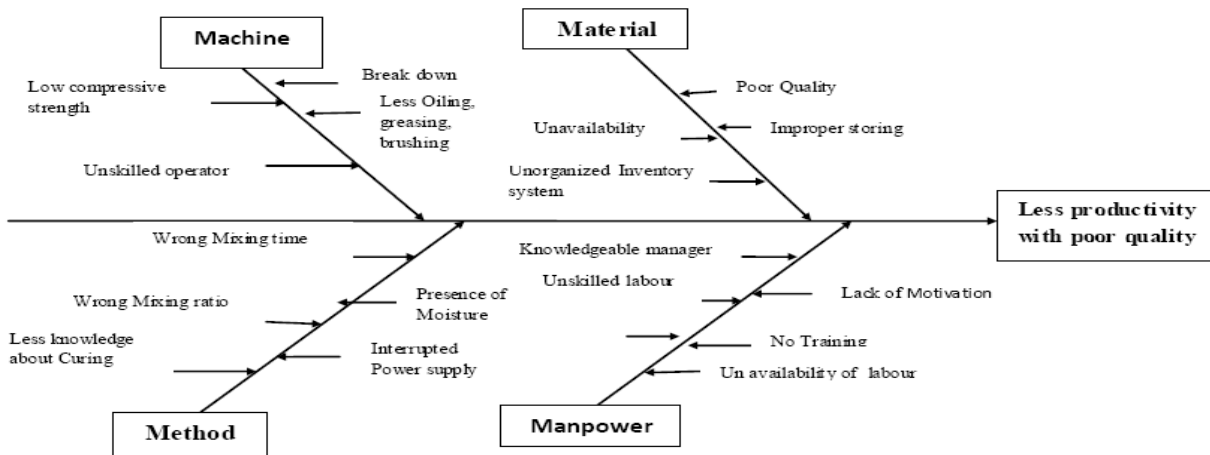 Machine
Material
Break down
Low compressive
strength
Less Oiling,
greasing,
brushing
Unskilled operator
Poor Quality
Unavailability
Improper storing
Unorganized Inventory
system
Less productivity
with poor quality
Wrong Mixing time
Wrong Mixing ratio
Presence of
Moisture
Less knowledge
about Curing
Interrupted
Power supply
Knowledgeable manager
Unskilled labour
Lack of Motivation
No Training
Un availability of labour
Method
Manpower